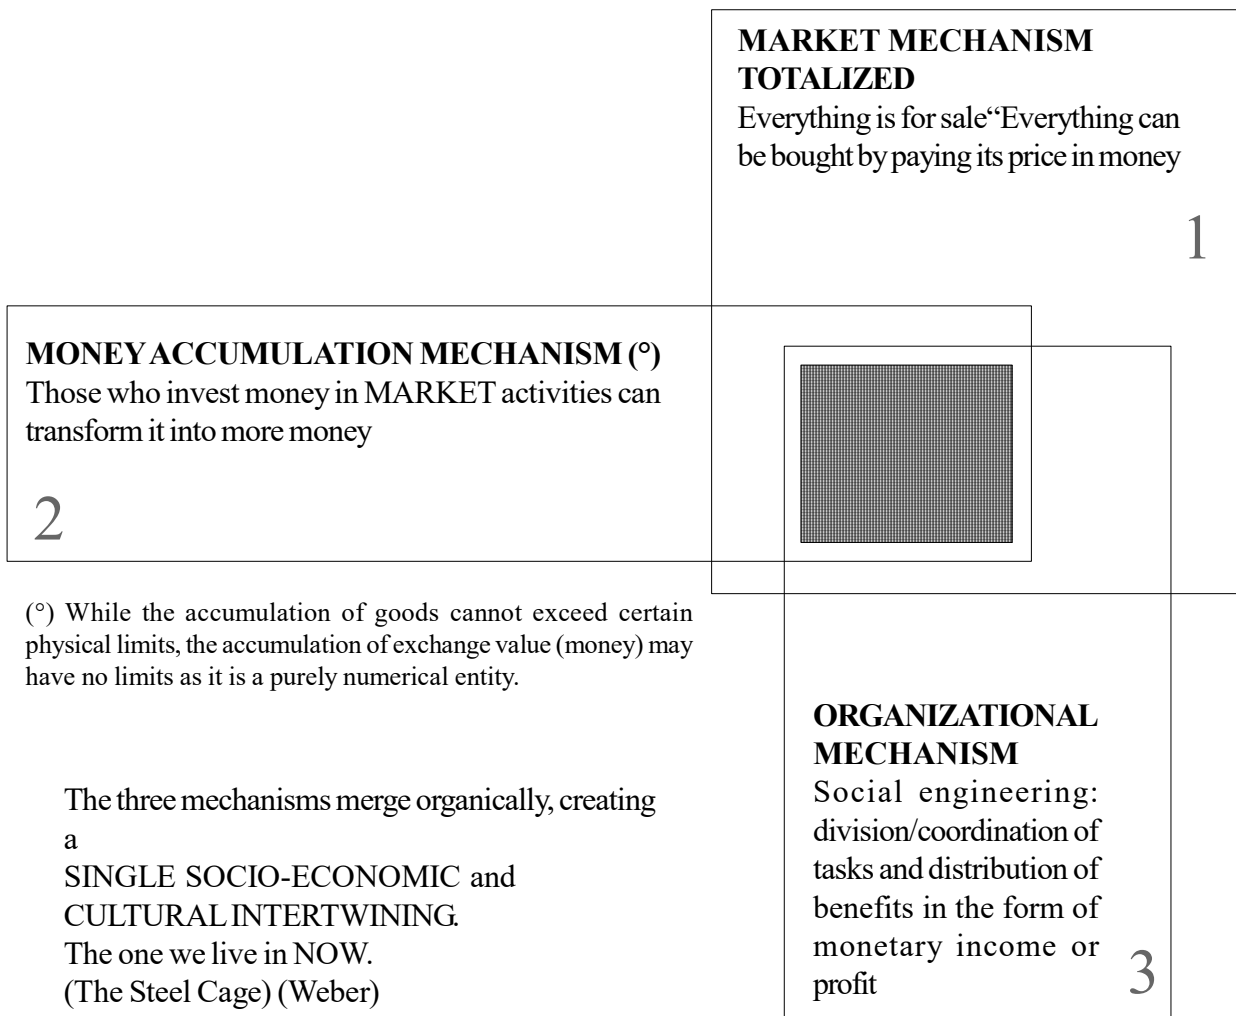 MARKET MECHANISM
TOTALIZED
Everything is for sale“Everything can
be bought by paying its price in money
1
MONEY ACCUMULATION MECHANISM (°)
Those who invest money in MARKET activities can
transform it into more money
2
(°) While the accumulation of goods cannot exceed certain
physical limits, the accumulation of exchange value (money) may
have no limits as it is a purely numerical entity.
The three mechanisms merge organically, creating
a
SINGLE SOCIO-ECONOMIC and
CULTURAL INTERTWINING.
The one we live in NOW.
(The Steel Cage) (Weber)
ORGANIZATIONAL
MECHANISM
Social engineering:
division/coordination of
tasks and distribution of
benefits in the form of
monetary income or
profit
3